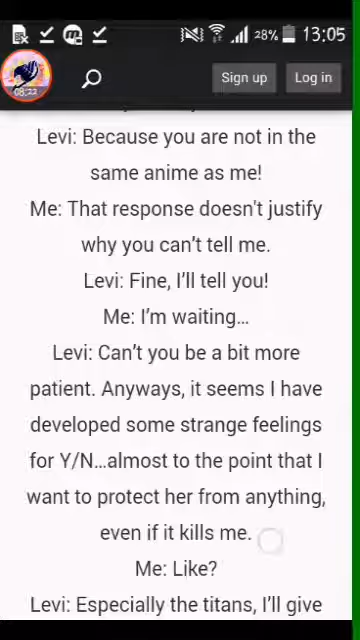 28%
13:05
08:22
Sign up
Log in
Levi: Because you are not in the
same anime as me!
Me: That response doesn't justify
why you can't tell me.
Levi: Fine, I'll tell you!
Me: I'm waiting…
Levi: Can't you be a bit more
patient. Anyways, it seems I have
developed some strange feelings
for Y/N…almost to the point that I
want to protect her from anything,
even if it kills me.
Me: Like?
Levi: Especially the titans, I'll give